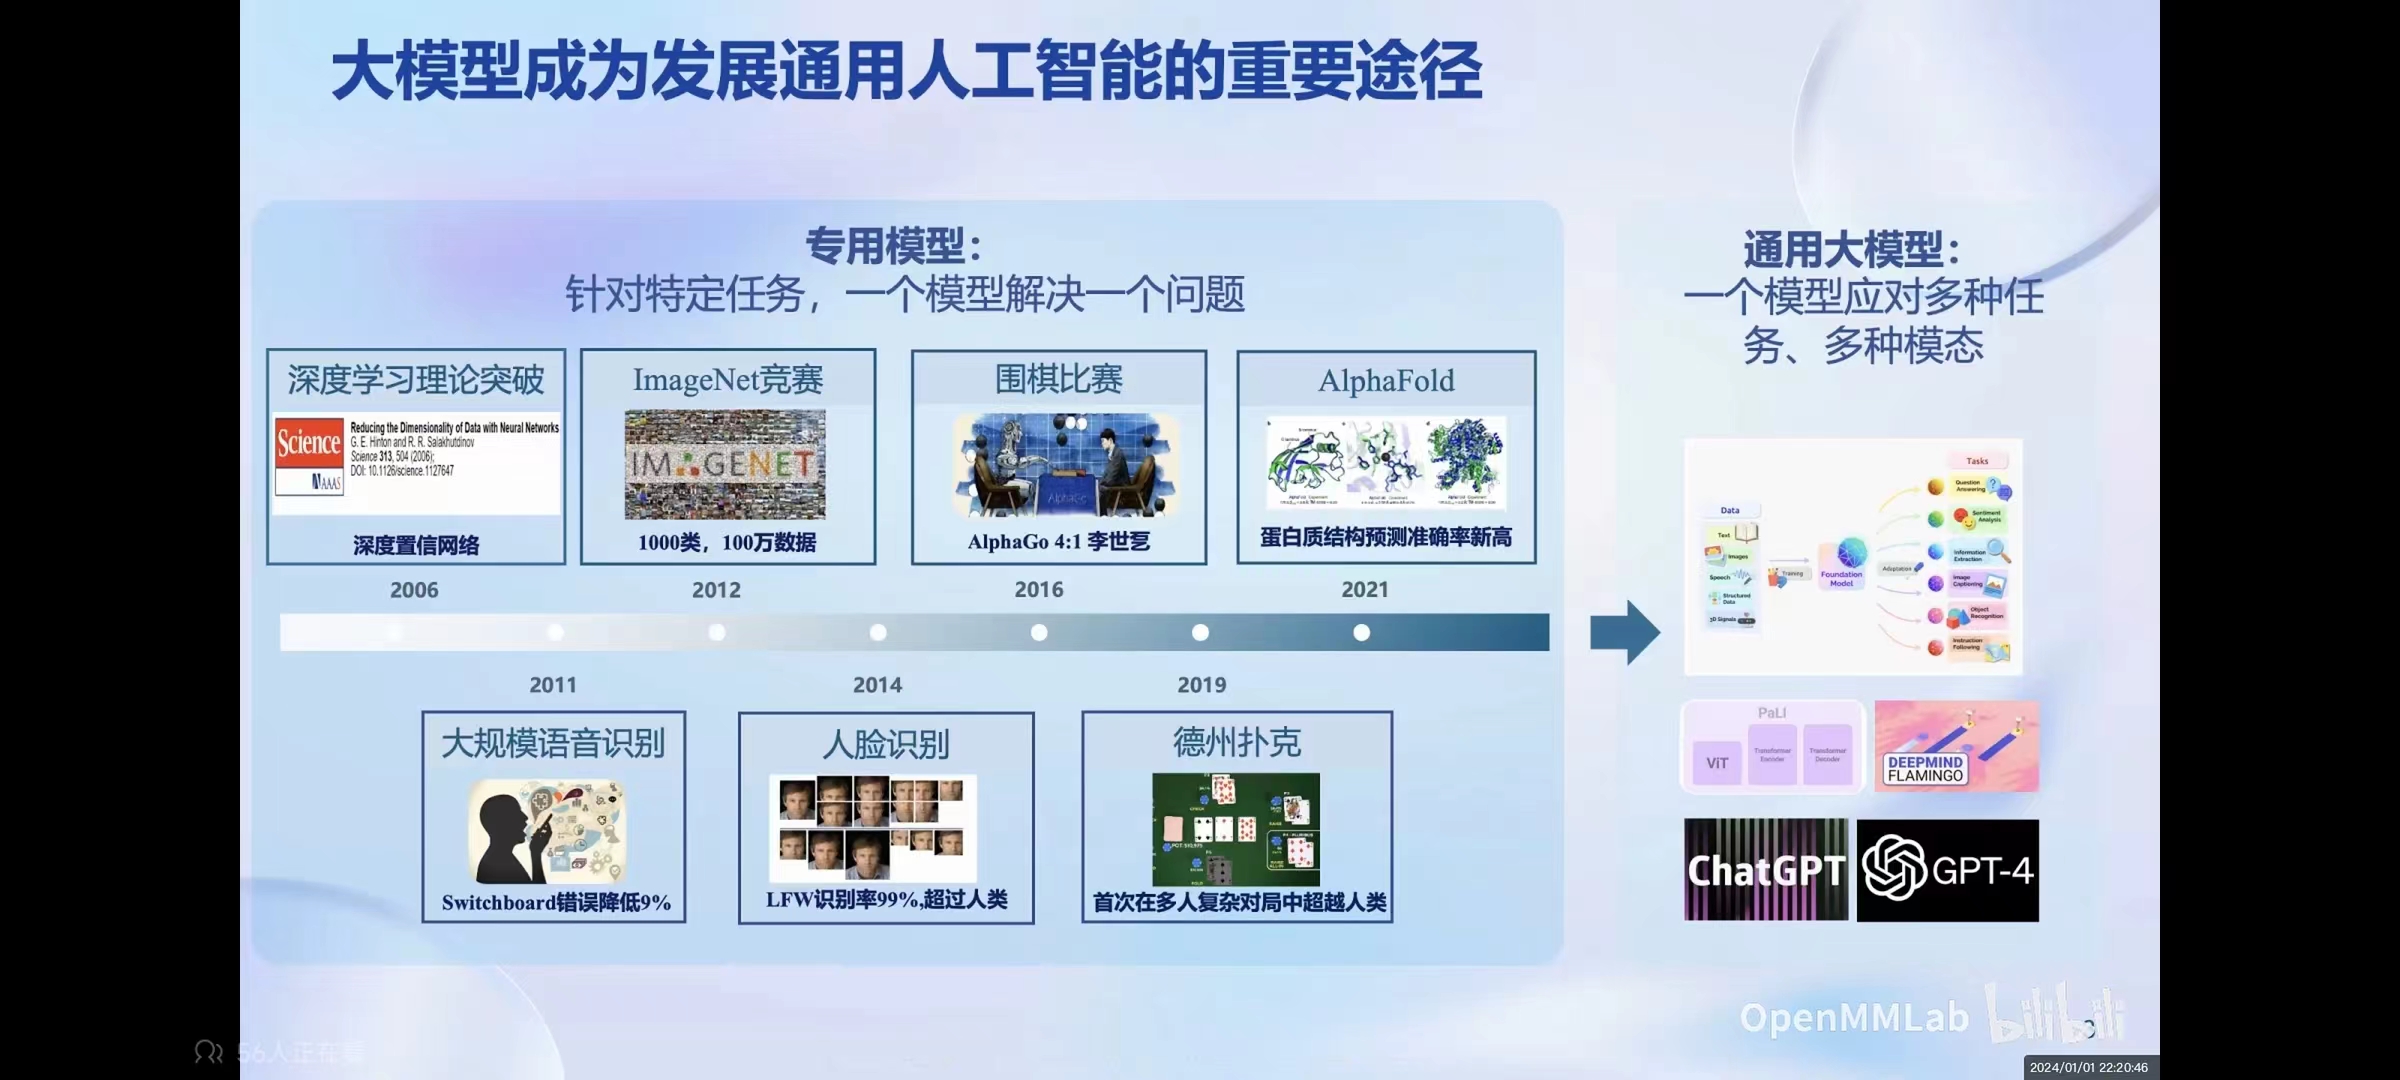 大模型成为发展通用人工智能的重要途径
专用模型：
针对特定任务，一个模型解决一个问题
深度学习理论突破
Science
AAAS
Reducing the Dimensionality of Data with Neural Networks
G. E. Hinton and R. R. Salakhutdinov
Science 313, 504 (2006);
DOI: 10.1126/science.1127647
深度置信网络
2006
ImageNet竞赛
IMAGENET
1000类，100万数据
2012
围棋比赛
AlphaGo
AlphaGo 4:1 李世乭
2016
AlphaFold
蛋白质结构预测准确率新高
2021
2011
大规模语音识别
Switchboard错误降低9%
2014
人脸识别
LFW识别率99%,超过人类
2019
德州扑克
首次在多人复杂对局中超越人类
通用大模型：
一个模型应对多种任
务、多种模态
Data
Text
Images
Speech
Structured
Data
3D Signals
Training
Foundation
Model
Adaptation
Tasks
Question
Answering
Sentiment
Analysis
Information
Extraction
Image
Captioning
Object
Recognition
Instruction
Following
PaLI
ViT
Transformer
Encoder
Transformer
Decoder
DEEPMIND
FLAMINGO
ChatGPT
GPT-4
OpenMMLab
bilibili
3
56人正在看
2024/01/01 22:20:46